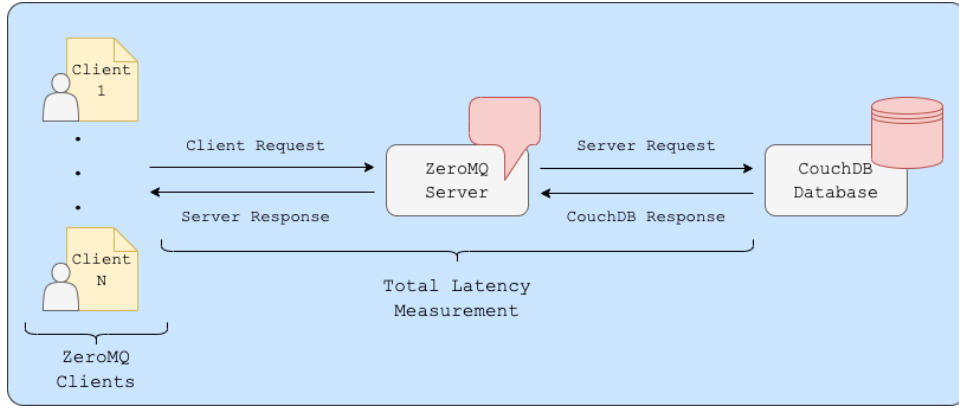 Client
1
Client Request
Server Request
ZeroMQ
Server
CouchDB
Database
Server Response
CouchDB Response
Client
N
Total Latency
Measurement
ZeroMQ
Clients